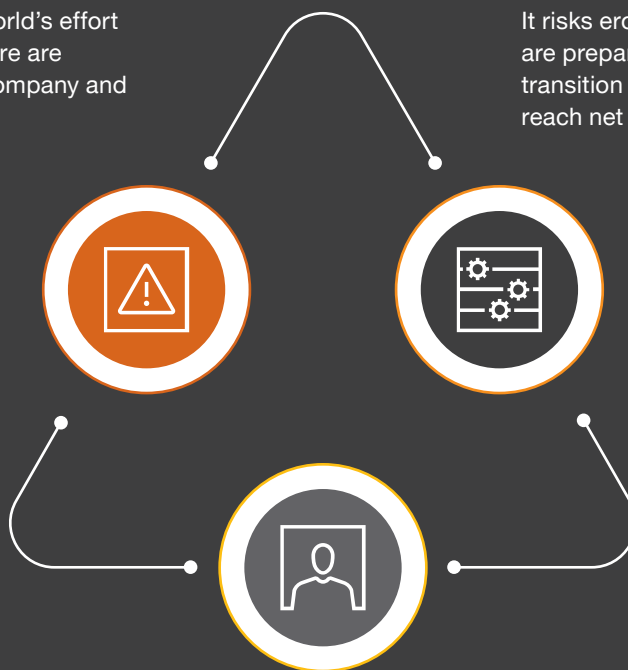 orld's effort
re are
ompany and
It risks ero
are prepar
transition
reach net